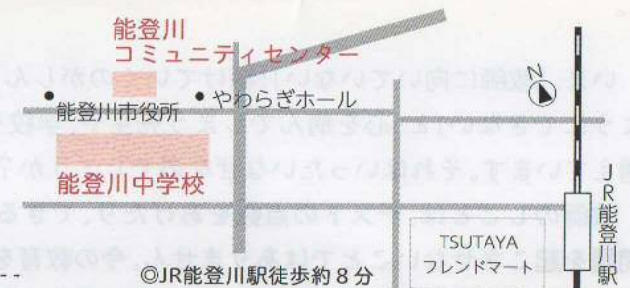 能登川
コミュニティセンター
能登川市役所
やわらぎホール
能登川中学校
N
JR能登川駅
TSUTAYA
フレンドマート
◎JR能登川駅徒歩約8分